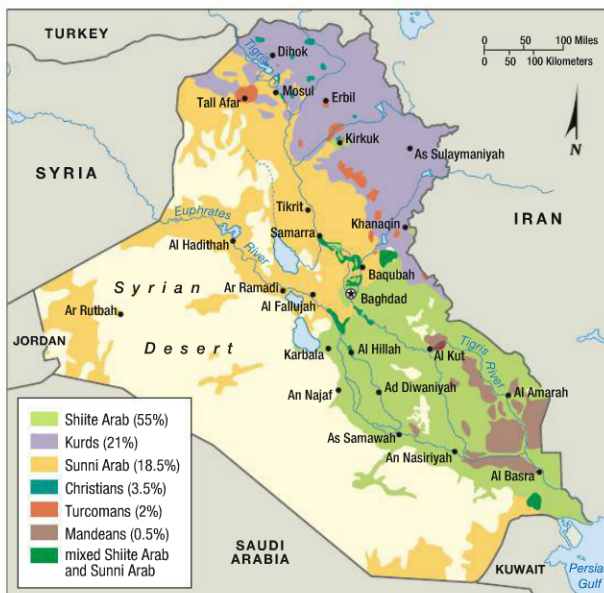 TURKEY
0 50 100 Miles
0 50 100 Kilometers
N
Tigris
Dihok
Mosul
Tall Afar
Erbil
Kirkuk
As Sulaymaniyah
SYRIA
IRAN
Tikrit
Khanaqin
Euphrates
River
Samarra
Al Hadithah
Baqubah
Syrian
Ar Ramadi
Baghdad
Ar Rutbah
Al Fallujah
JORDAN
Desert
Karbala
Al Hillah
Al Kut
Tigris
River
An Najaf
Ad Diwaniyah
Al Amarah
As Samawah
An Nasiriyah
Al Basra
Shiite Arab (55%)
Kurds (21%)
Sunni Arab (18.5%)
Christians (3.5%)
Turcomans (2%)
Mandeans (0.5%)
mixed Shiite Arab
and Sunni Arab
SAUDI
ARABIA
KUWAIT
Persian
Gulf